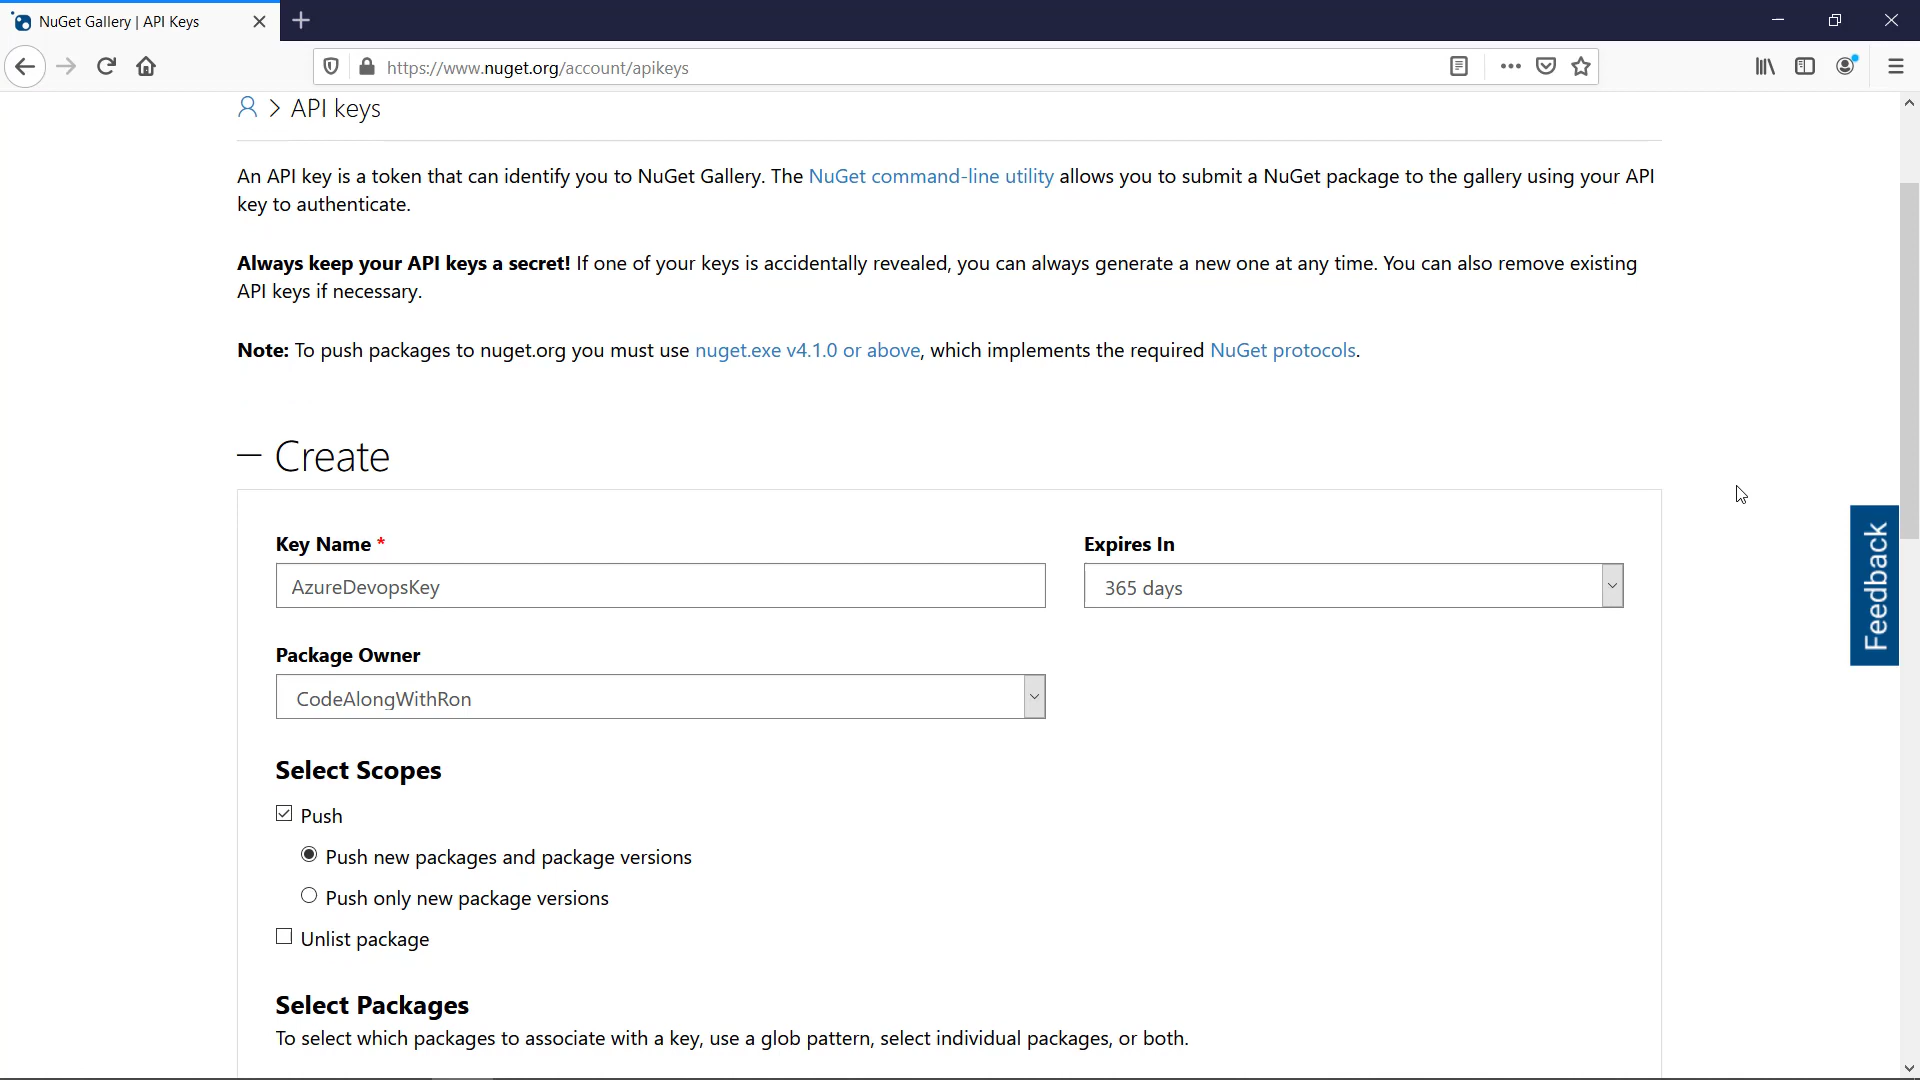 NuGet Gallery | API Keys
https://www.nuget.org/account/apikeys
> API keys
An API key is a token that can identify you to NuGet Gallery. The NuGet command-line utility allows you to submit a NuGet package to the gallery using your API
key to authenticate.
Always keep your API keys a secret! If one of your keys is accidentally revealed, you can always generate a new one at any time. You can also remove existing
API keys if necessary.
Note: To push packages to nuget.org you must use nuget.exe v4.1.0 or above, which implements the required NuGet protocols.
Create
Key Name *
Expires In
AzureDevopsKey
365 days
Package Owner
CodeAlongWithRon
Select Scopes
Push
Push new packages and package versions
Push only new package versions
Unlist package
Select Packages
To select which packages to associate with a key, use a glob pattern, select individual packages, or both.
Feedback